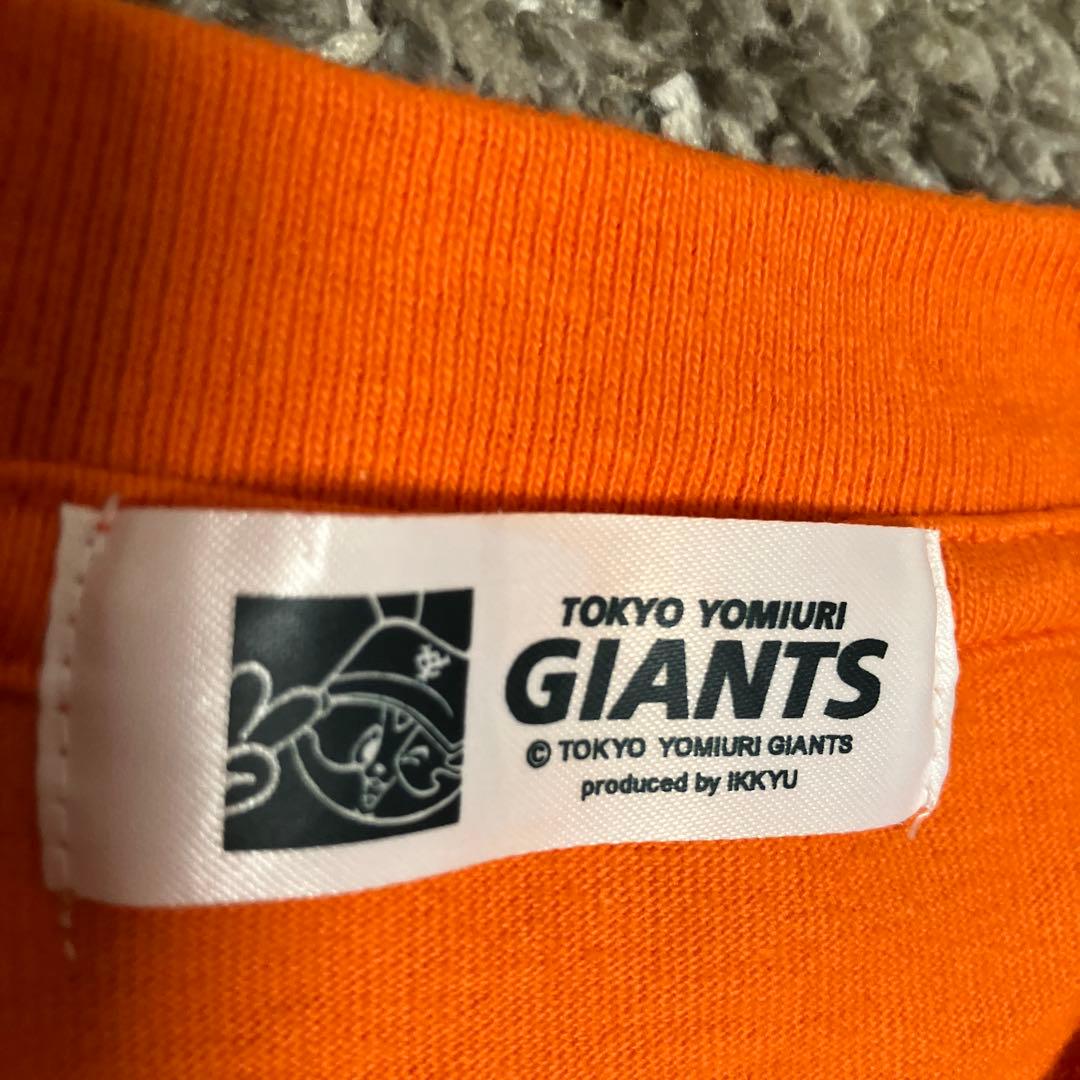 TOKYO YOMIURI
GIANTS
© TOKYO YOMIURI GIANTS
produced by IKKYU